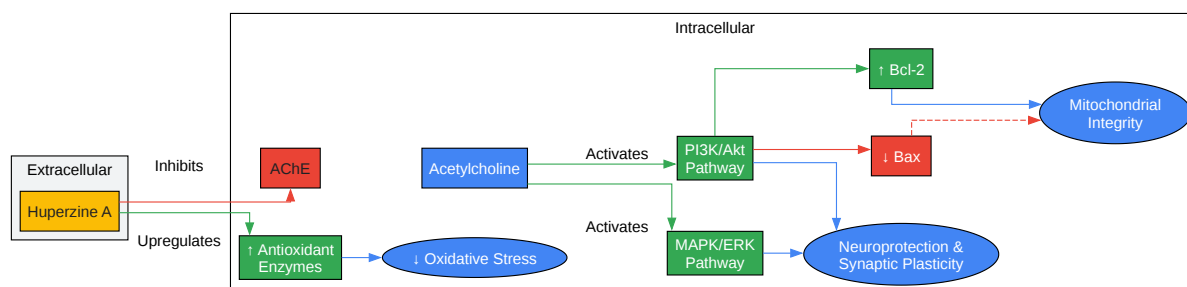 Intracellular
↑ Bcl-2
Mitochondrial
Integrity
Extracellular
Huperzine A
Inhibits
AChE
Acetylcholine
Activates
PI3K/Akt
Pathway
↓ Bax
Upregulates
↑ Antioxidant
Enzymes
↓ Oxidative Stress
Activates
MAPK/ERK
Pathway
Neuroprotection &
Synaptic Plasticity